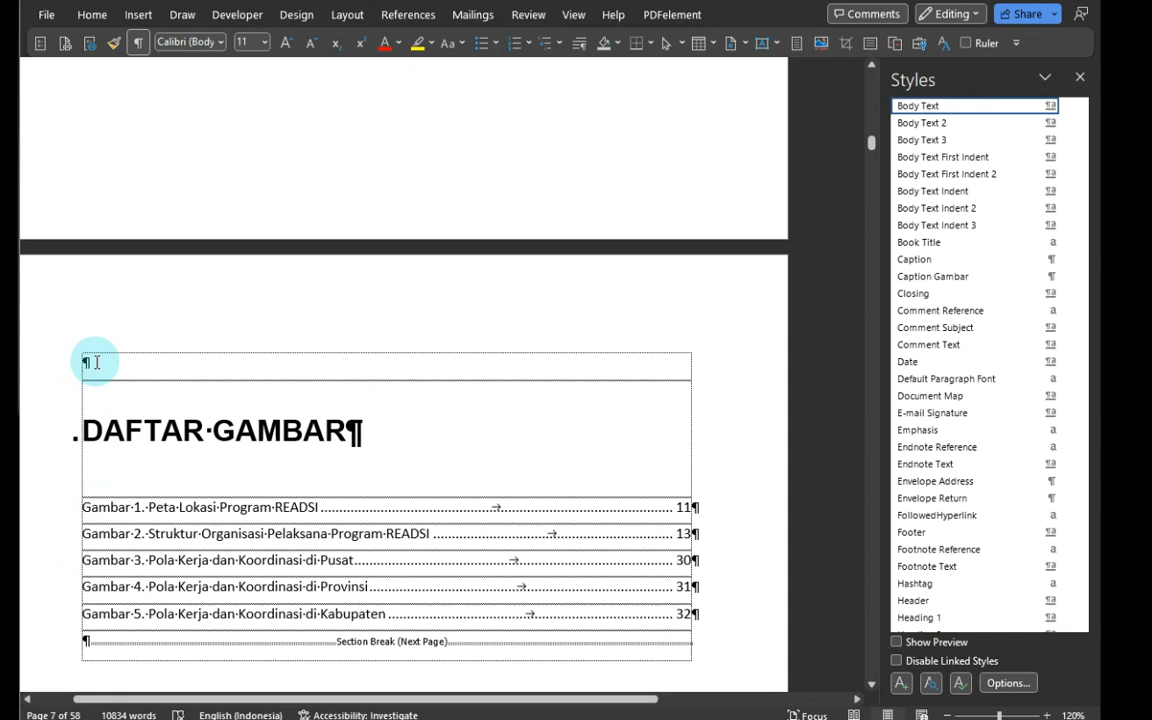 File Home Insert Draw Developer Design Layout References Mailings Review View Help PDFelement Comments Editing Share
Calibri (Body 11 A A x₂ x² A Aa Ruler
Styles
Body Text
Body Text 2
Body Text 3
Body Text First Indent
Body Text First Indent 2
Body Text Indent
Body Text Indent 2
Body Text Indent 3
Book Title a
Caption ¶
Caption Gambar ¶
Closing
Comment Reference a
Comment Subject
Comment Text
Date
Default Paragraph Font a
Document Map
E-mail Signature
Emphasis a
Endnote Reference a
Endnote Text
Envelope Address ¶
Envelope Return ¶
FollowedHyperlink a
Footer
Footnote Reference a
Footnote Text
Hashtag a
Header
Heading 1
Show Preview
Disable Linked Styles
Options...
¶
.DAFTAR·GAMBAR¶
Gambar·1.·Peta·Lokasi·Program·READSI → 11¶
Gambar·2.·Struktur·Organisasi·Pelaksana·Program·READSI → 13¶
Gambar·3.·Pola·Kerja·dan·Koordinasi·di·Pusat → 30¶
Gambar·4.·Pola·Kerja·dan·Koordinasi·di·Provinsi → 31¶
Gambar·5.·Pola·Kerja·dan·Koordinasi·di·Kabupaten → 32¶
¶ Section Break (Next Page)
Page 7 of 58 10834 words English (Indonesia) Accessibility: Investigate Focus 120%